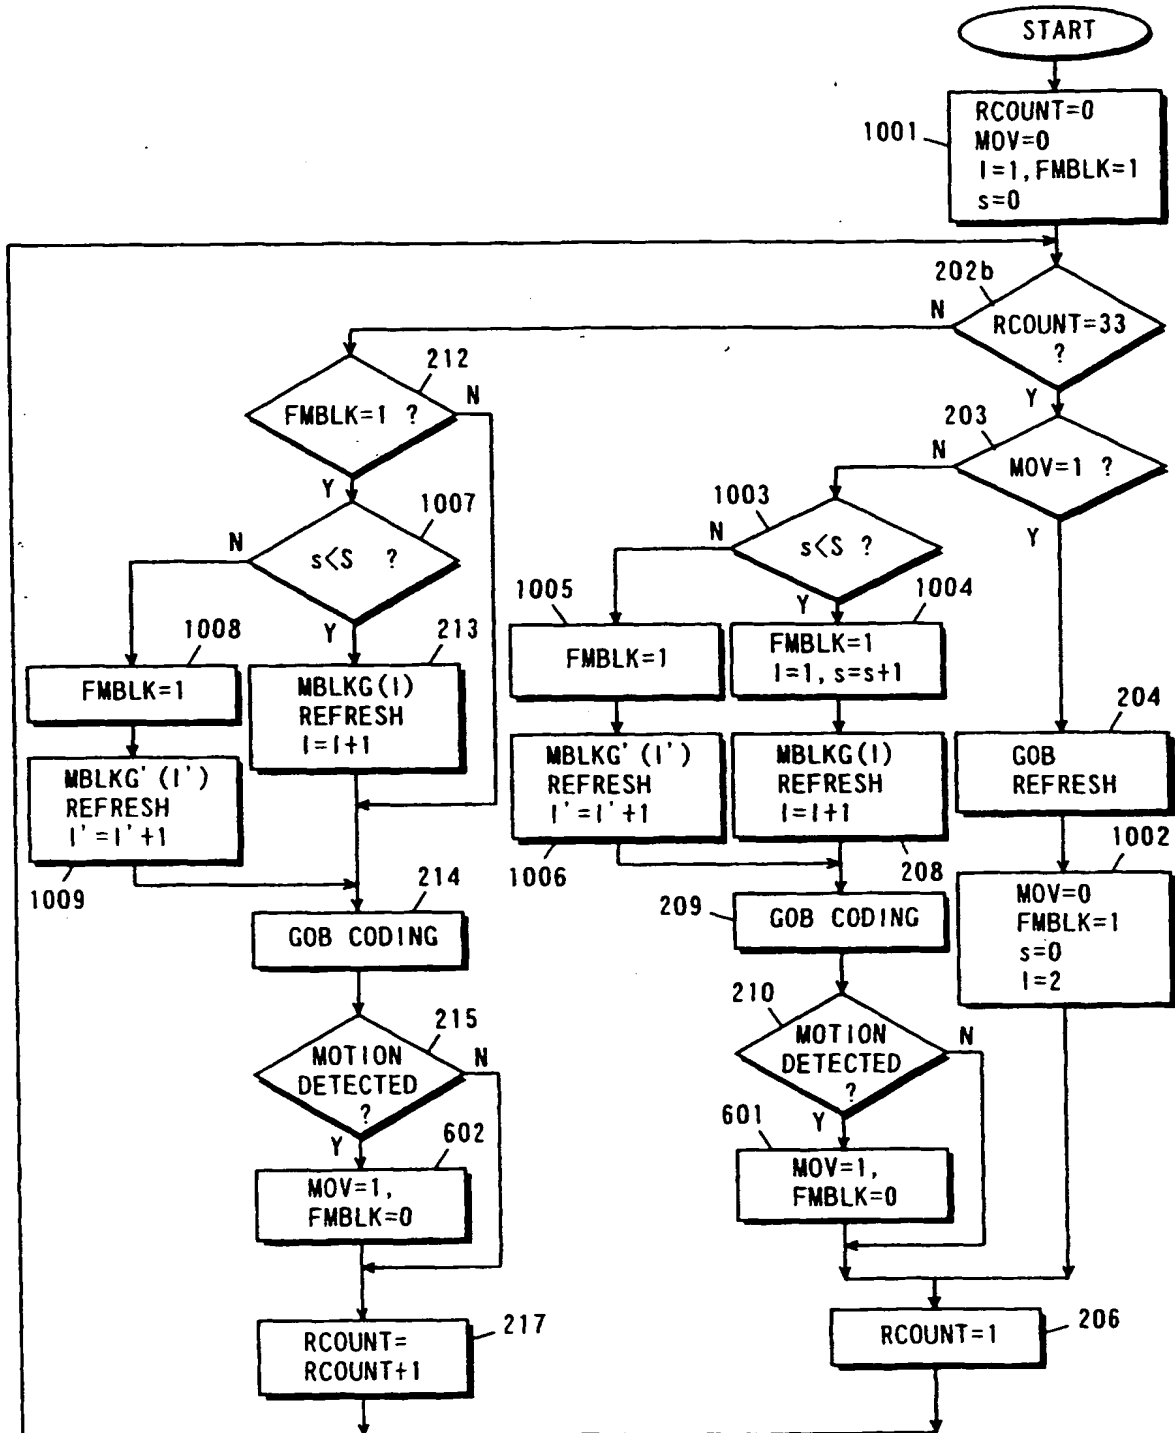 START
1001
RCOUNT=0
MOV=0
I=1,FMBLK=1
s=0
202b
N
RCOUNT=33
?
Y
212
N
FMBLK=1 ?
Y
203
N
MOV=1 ?
Y
1007
N
s<S ?
Y
1003
N
s<S ?
Y
1008
FMBLK=1
213
MBLKG(I)
REFRESH
I=I+1
1005
FMBLK=1
1004
FMBLK=1
I=1, s=s+1
204
GOB
REFRESH
MBLKG'(I')
REFRESH
I'=I'+1
1009
MBLKG'(I')
REFRESH
I'=I'+1
1006
MBLKG(I)
REFRESH
I=I+1
208
1002
MOV=0
FMBLK=1
s=0
I=2
214
GOB CODING
209
GOB CODING
215
MOTION
DETECTED
?
N
Y
210
MOTION
DETECTED
?
N
Y
602
MOV=1,
FMBLK=0
601
MOV=1,
FMBLK=0
RCOUNT=
RCOUNT+1
217
RCOUNT=1
206